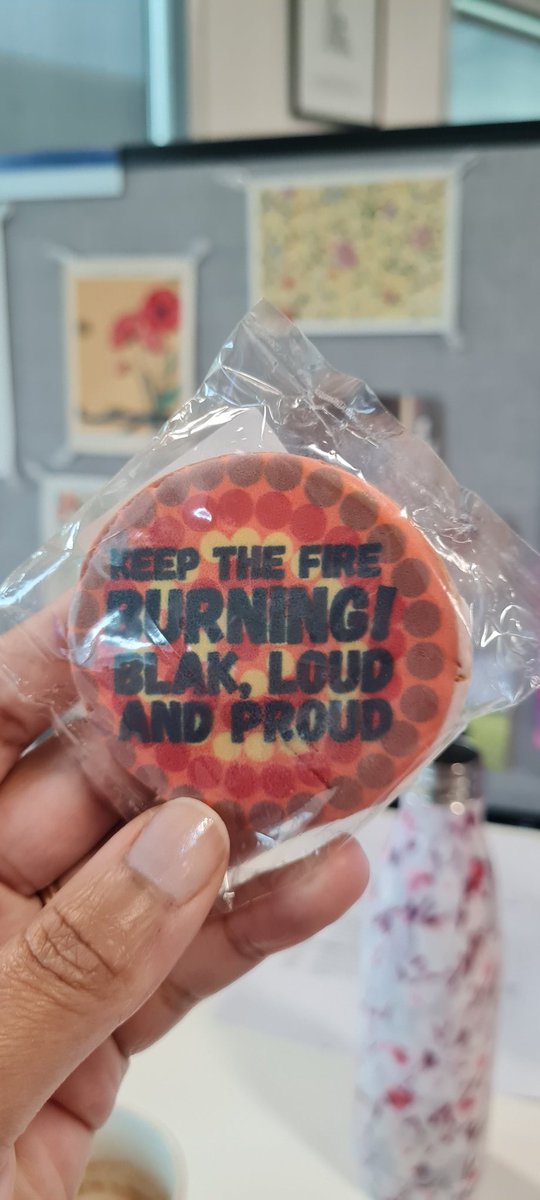 KEEP THE FIRE
BURNING!
BLAK, LOUD
AND PROUD